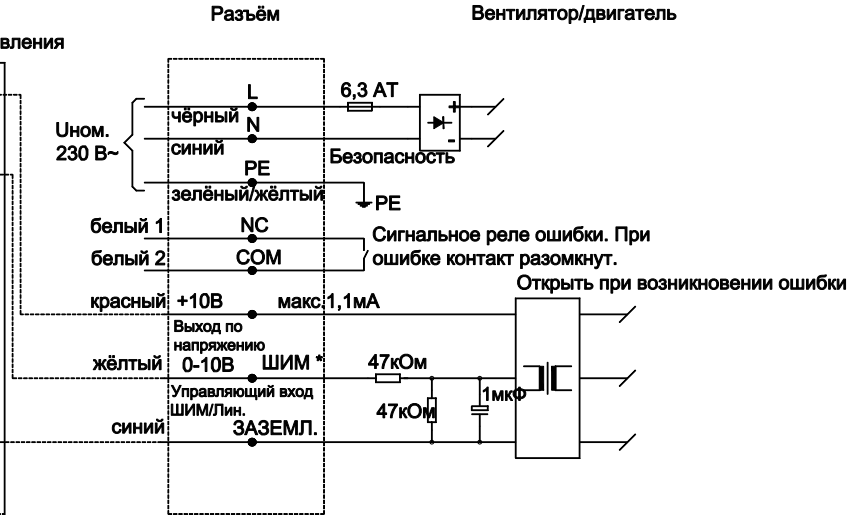 Разъём
Вентилятор/двигатель
вления
L
6,3 АТ
чёрный
+
Uном.
230 В~
N
синий
-
Безопасность
PE
зелёный/жёлтый
PE
белый 1
NC
Сигнальное реле ошибки. При
белый 2
COM
ошибке контакт разомкнут.
Открыть при возникновении ошибки
красный
+10В
макс.1,1мА
Выход по
напряжению
жёлтый
0-10В
ШИМ *
47кОм
Управляющий вход
ШИМ/Лин.
47кОм
1мкФ
синий
ЗАЗЕМЛ.